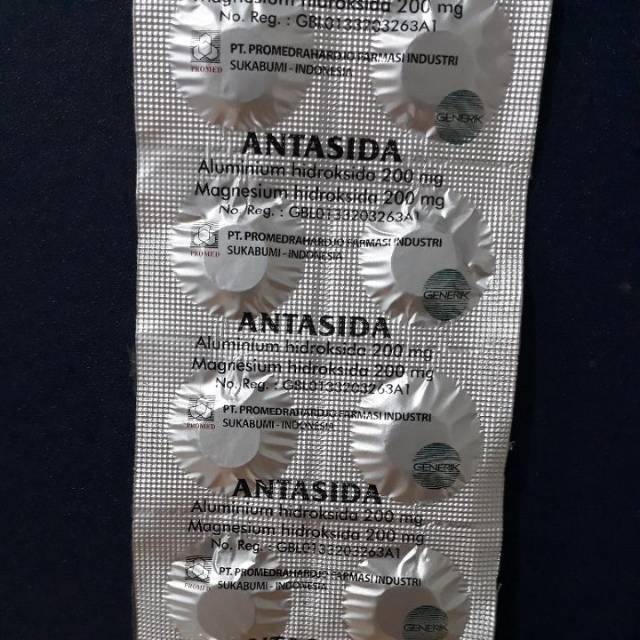 Magnesium hidroksida 200 mg
No. Reg. : GBL0133203263A1
PROMED
PT. PROMEDRAHARDJO FARMASI INDUSTRI
SUKABUMI - INDONESIA
GENERIK
ANTASIDA
Aluminium hidroksida 200 mg
Magnesium hidroksida 200 mg
No. Reg. : GBL0133203263A1
PROMED
PT. PROMEDRAHARDJO FARMASI INDUSTRI
SUKABUMI - INDONESIA
GENERIK
ANTASIDA
Aluminium hidroksida 200 mg
Magnesium hidroksida 200 mg
No. Reg. : GBL0133203263A1
PROMED
PT. PROMEDRAHARDJO FARMASI INDUSTRI
SUKABUMI - INDONESIA
GENERIK
ANTASIDA
Aluminium hidroksida 200 mg
Magnesium hidroksida 200 mg
No. Reg. : GBL0133203263A1
PROMED
PT. PROMEDRAHARDJO FARMASI INDUSTRI
SUKABUMI - INDONESIA
GENERIK